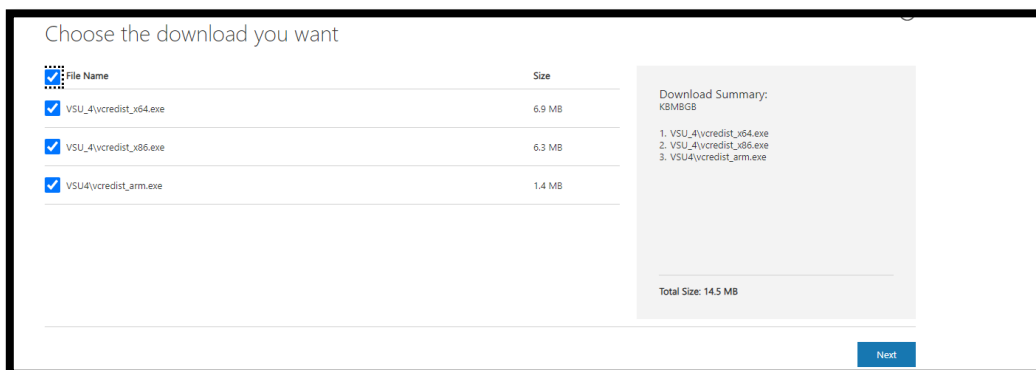 Choose the download you want
File Name Size
VSU_4\vcredist_x64.exe 6.9 MB
VSU_4\vcredist_x86.exe 6.3 MB
VSU4\vcredist_arm.exe 1.4 MB
Download Summary:
KBMBGB
1. VSU_4\vcredist_x64.exe
2. VSU_4\vcredist_x86.exe
3. VSU4\vcredist_arm.exe
Total Size: 14.5 MB
Next